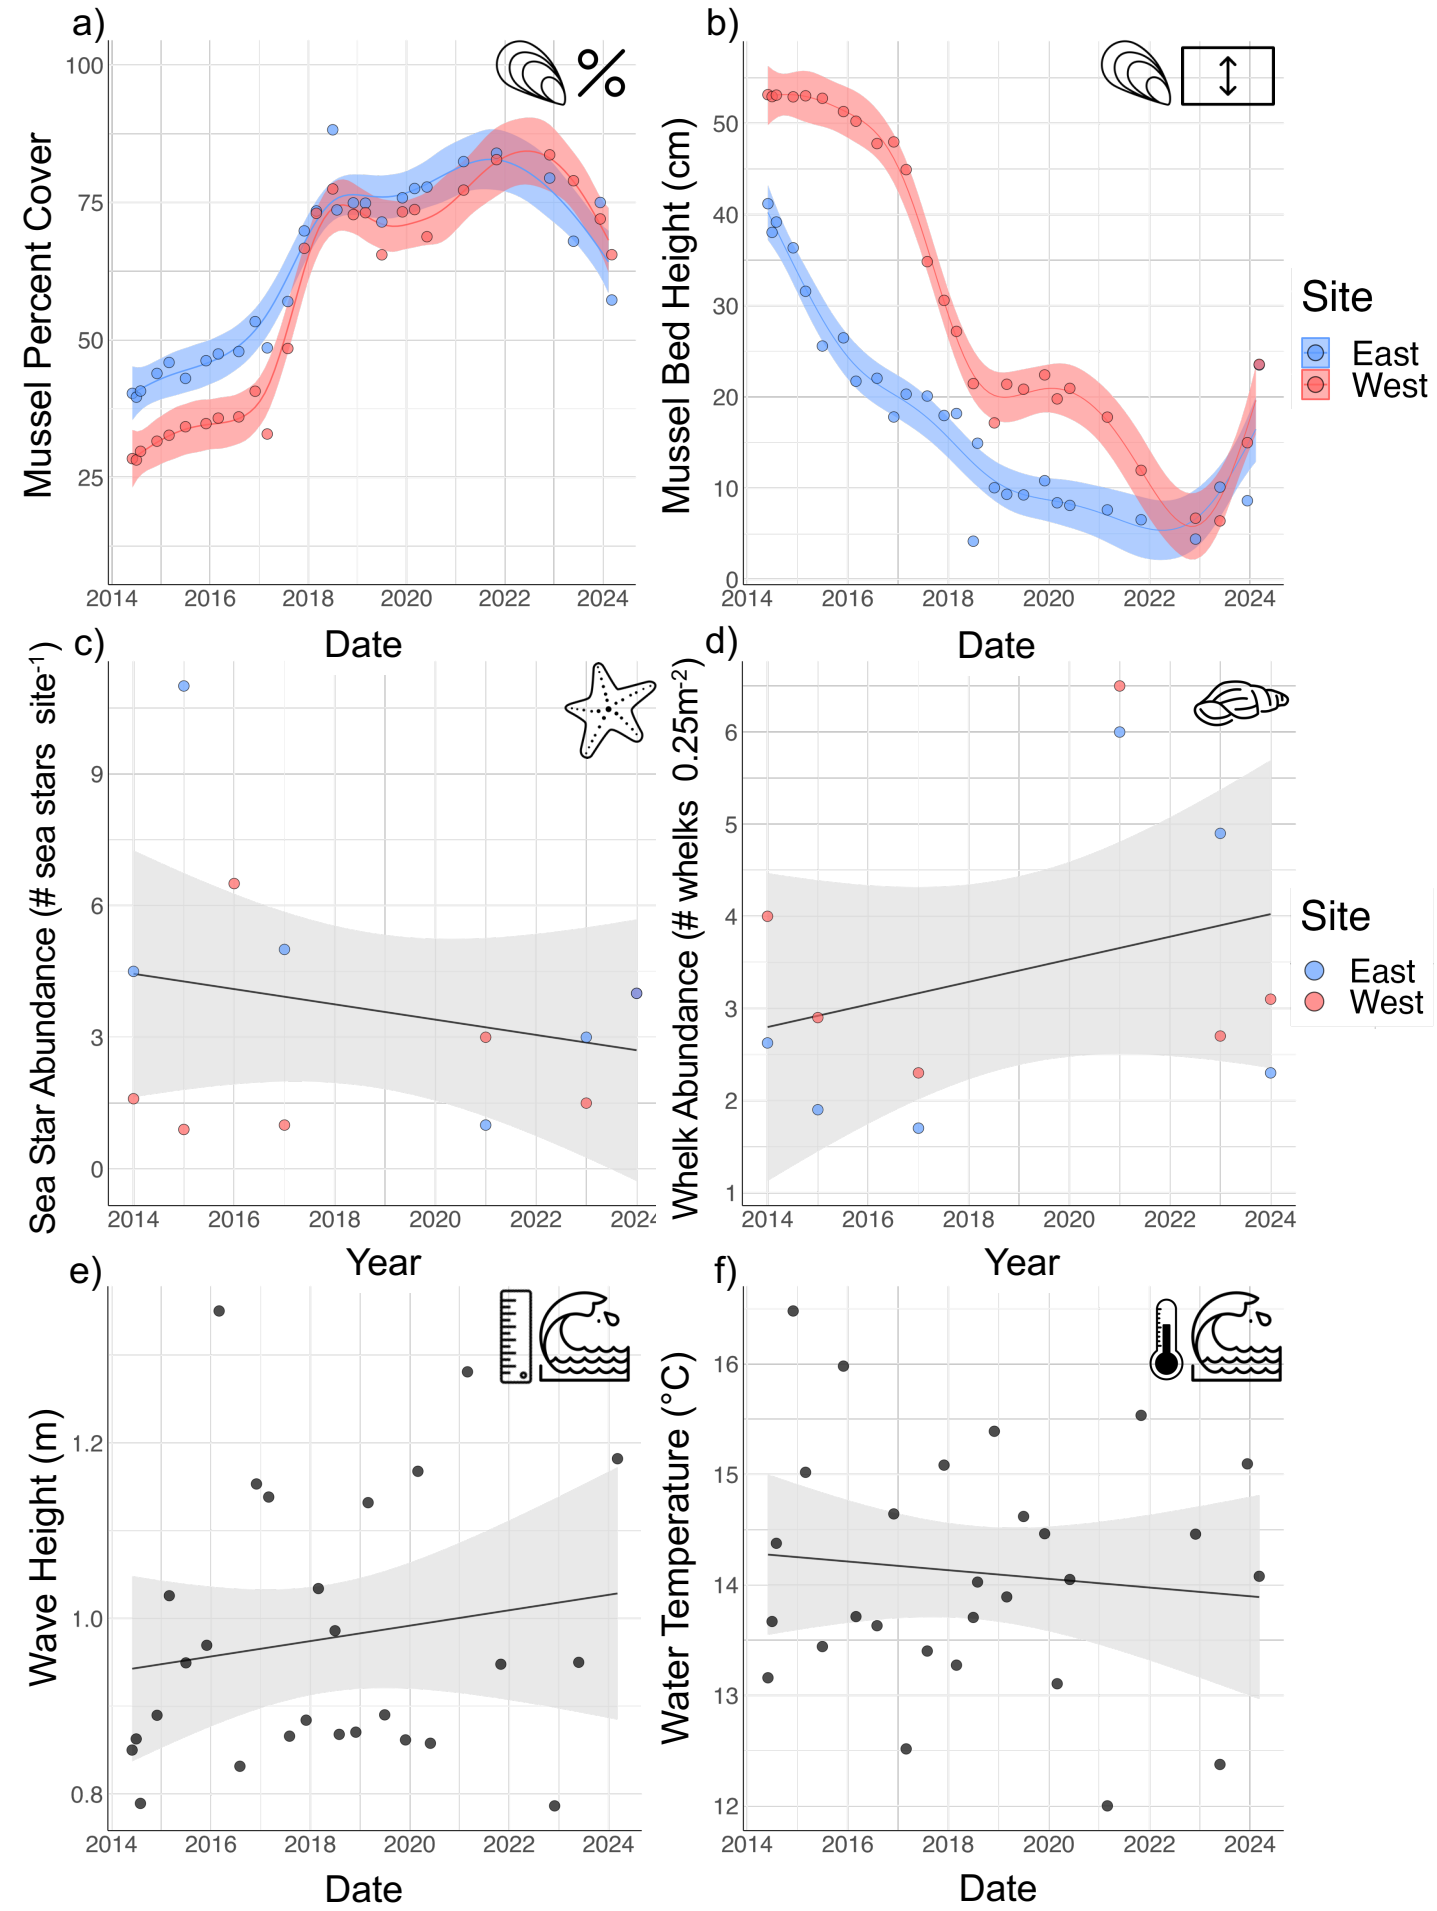 a)
Mussel Percent Cover
100
75
50
25
2014 2016 2018 2020 2022 2024
Date
b)
Mussel Bed Height (cm)
50
40
30
20
10
0
2014 2016 2018 2020 2022 2024
Date
Site
East
West
c)
Sea Star Abundance (# sea stars site-1)
9
6
3
0
2014 2016 2018 2020 2022 2024
Year
d)
Whelk Abundance (# whelks 0.25m-2)
6
5
4
3
2
1
2014 2016 2018 2020 2022 2024
Year
Site
East
West
e)
Wave Height (m)
1.2
1.0
0.8
2014 2016 2018 2020 2022 2024
Date
f)
Water Temperature (°C)
16
15
14
13
12
2014 2016 2018 2020 2022 2024
Date